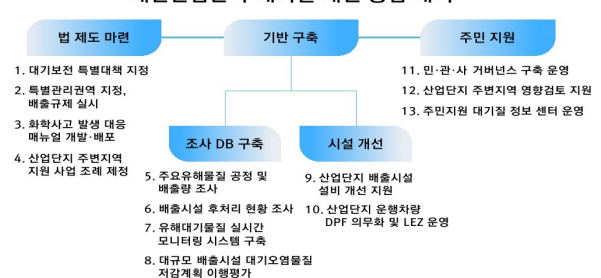 법 제도 마련
기반 구축
주민 지원
1. 대기보전 특별대책 지정
2. 특별관리권역 지정,
배출규제 실시
3. 화학사고 발생 대응
매뉴얼 개발·배포
4. 산업단지 주변지역
지원 사업 조례 제정
조사 DB 구축
5. 주요유해물질 공정 및
배출량 조사
6. 배출시설 후처리 현황 조사
7. 유해대기물질 실시간
모니터링 시스템 구축
8. 대규모 배출시설 대기오염물질
저감계획 이행평가
시설 개선
9. 산업단지 배출시설
설비 개선 지원
10. 산업단지 운행차량
DPF 의무화 및 LEZ 운영
11. 민·관·사 거버넌스 구축 운영
12. 산업단지 주변지역 영향검토 지원
13. 주민지원 대기질 정보 센터 운영